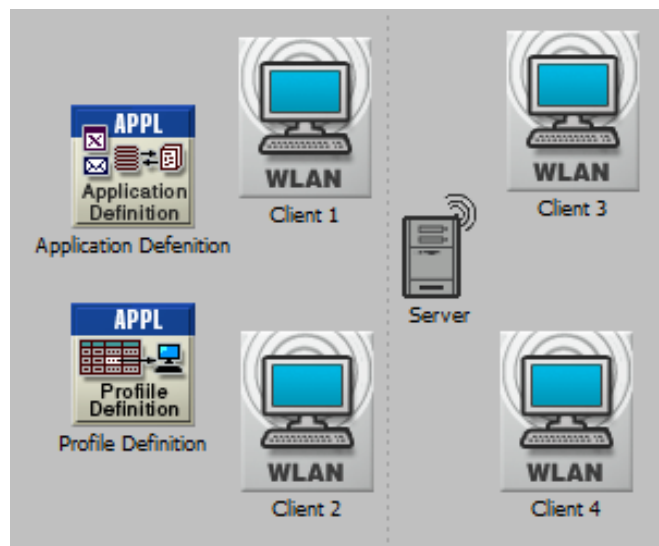 APPL
Application
Definition
Application Defenition
WLAN
Client 1
WLAN
Client 3
Server
APPL
Profiile
Definition
Profile Definition
WLAN
Client 2
WLAN
Client 4